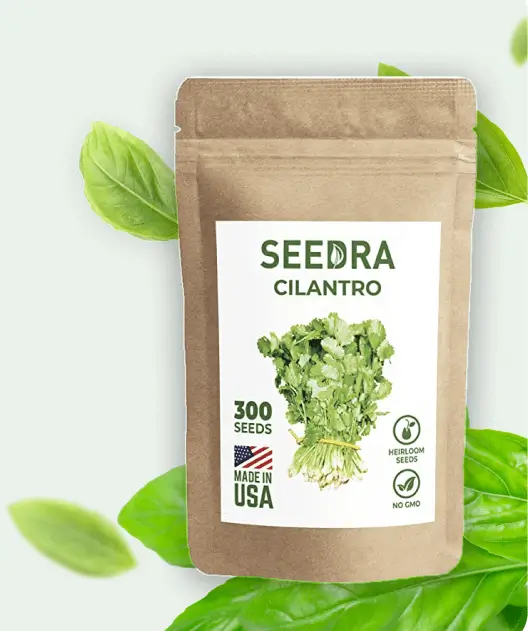 SEEDRA
CILANTRO
300
SEEDS
MADE IN
USA
HEIRLOOM
SEEDS
NO GMO